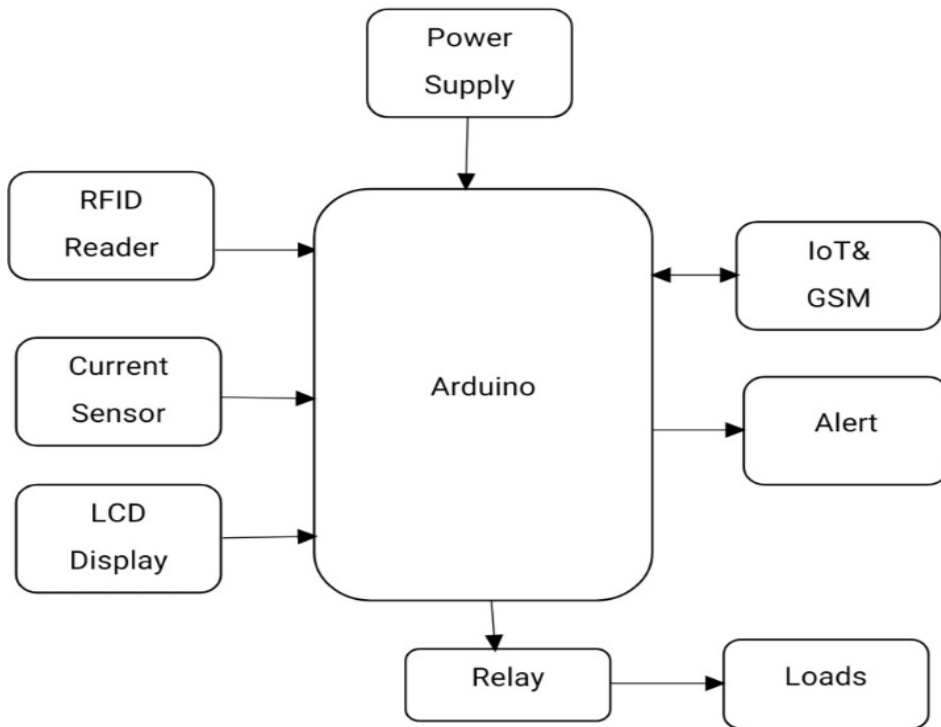 Power
Supply
RFID
Reader
IoT&
GSM
Current
Sensor
Arduino
Alert
LCD
Display
Relay
Loads